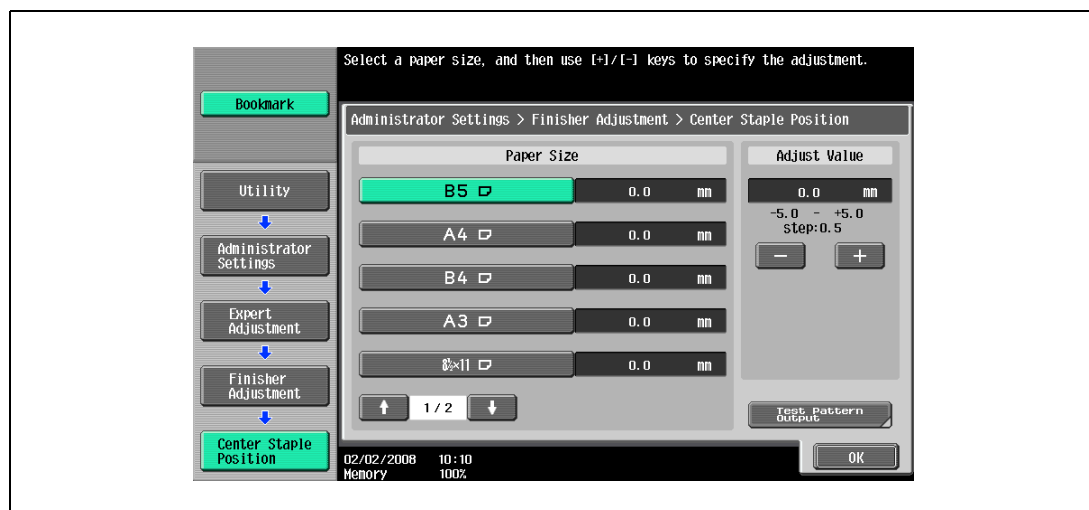 Select a paper size, and then use [+]/[-] keys to specify the adjustment.
Bookmark
Administrator Settings > Finisher Adjustment > Center Staple Position
Paper Size
Adjust Value
Utility
B5
0.0 mm
0.0 mm
-5.0 - +5.0
step:0.5
A4
0.0 mm
Administrator
Settings
- +
B4
0.0 mm
Expert
Adjustment
A3
0.0 mm
8½×11
0.0 mm
Finisher
Adjustment
1/2
Test Pattern
Output
Center Staple
Position
02/02/2008 10:10
Memory 100%
OK